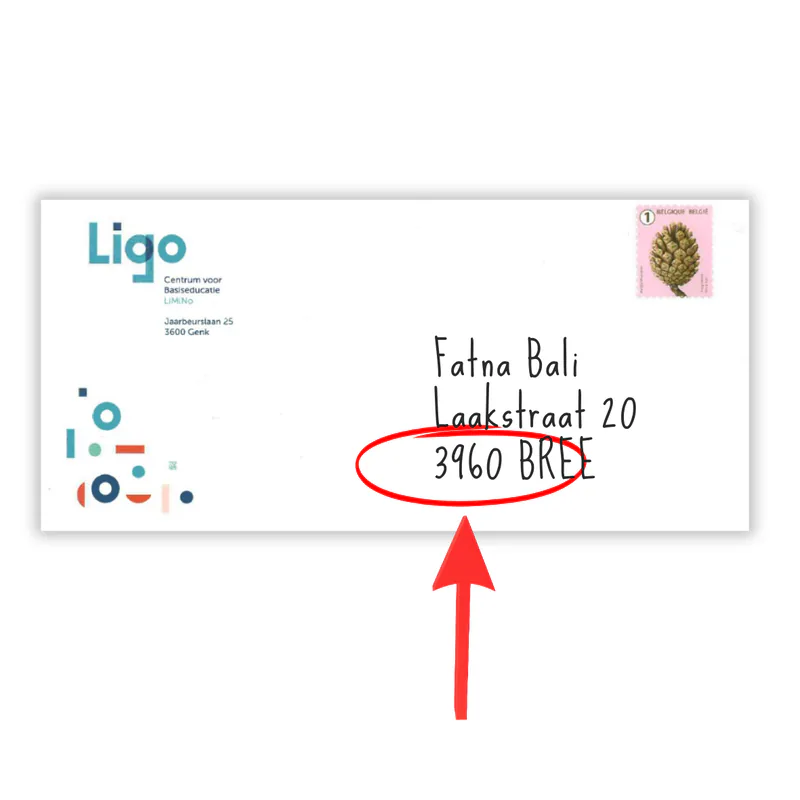 Ligo
Centrum voor
Basiseducatie
LiMiNo
Jaarbeurslaan 25
3600 Genk
1 BELGIQUE BELGIË
Fatna Bali
Laakstraat 20
3960 BREE